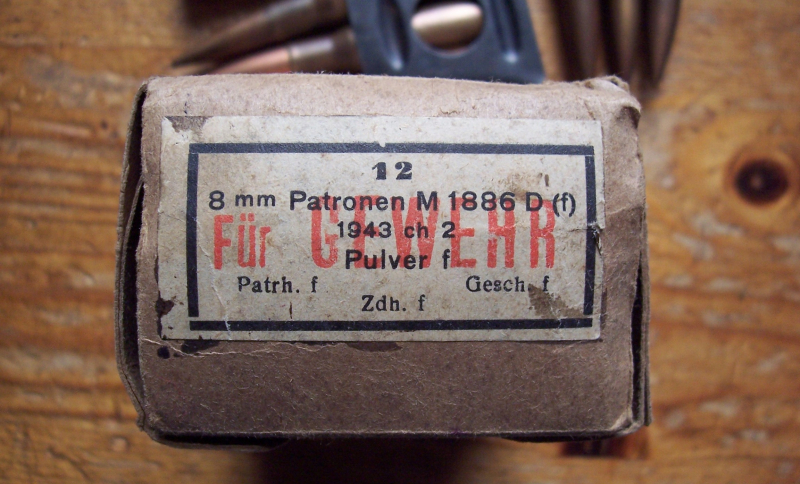 12
8 mm Patronen M 1886 D (f)
1943 ch 2
Für GEWEHR
Pulver f
Patrh. f Gesch. f
Zdh. f